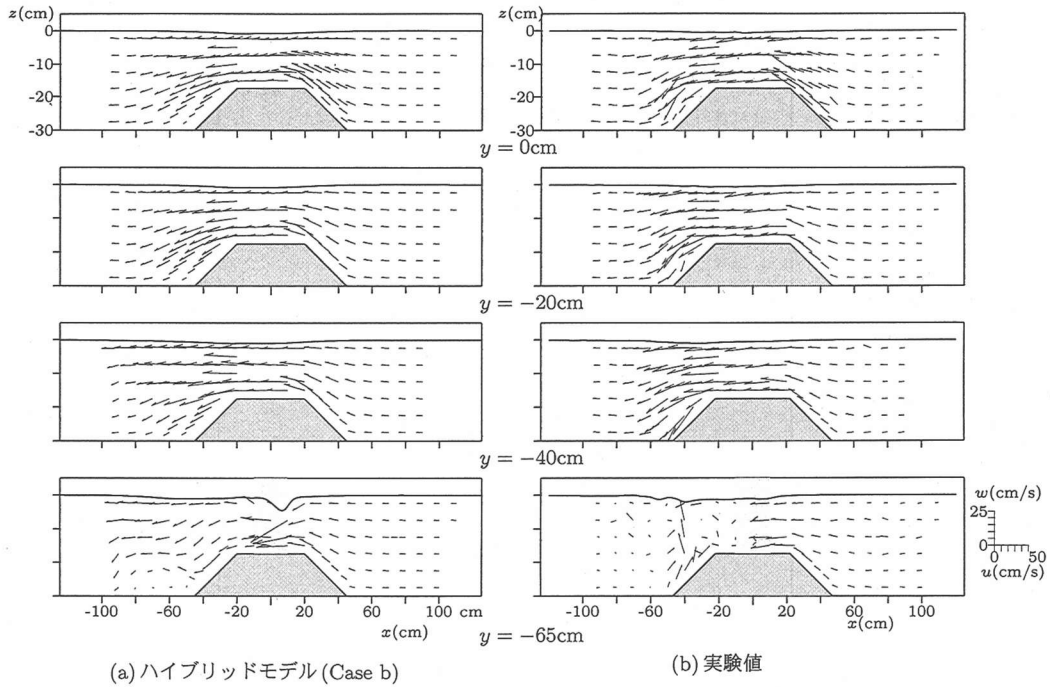 z(cm)
0
-10
-20
-30
z(cm)
0
-10
-20
-30
y = 0cm
y = −20cm
y = −40cm
w(cm/s)
25
0
0 50
u(cm/s)
-100 -60 -20 20 60 100 cm
x(cm)
-100 -60 -20 20 60 100
x(cm)
y = −65cm
(a) ハイブリッドモデル (Case b)
(b) 実験値